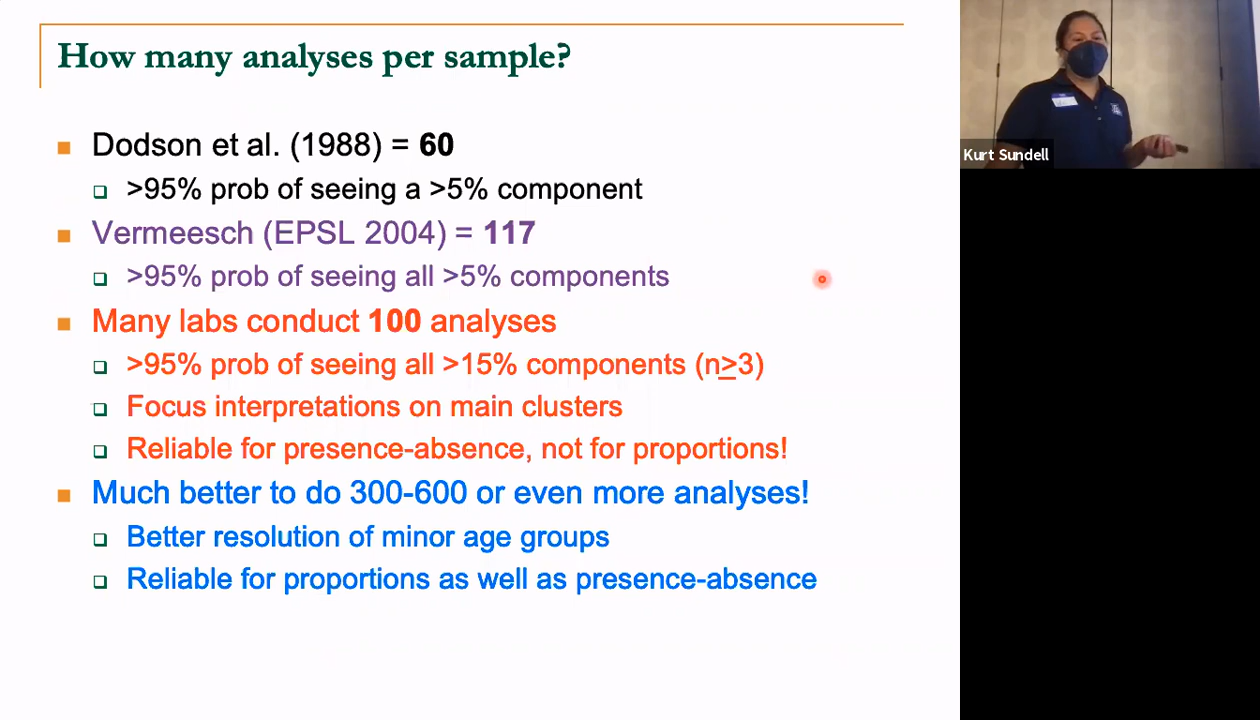 How many analyses per sample?
Dodson et al. (1988) = 60
>95% prob of seeing a >5% component
Vermeesch (EPSL 2004) = 117
>95% prob of seeing all >5% components
Many labs conduct 100 analyses
>95% prob of seeing all >15% components (n≥3)
Focus interpretations on main clusters
Reliable for presence-absence, not for proportions!
Much better to do 300-600 or even more analyses!
Better resolution of minor age groups
Reliable for proportions as well as presence-absence
Kurt Sundell